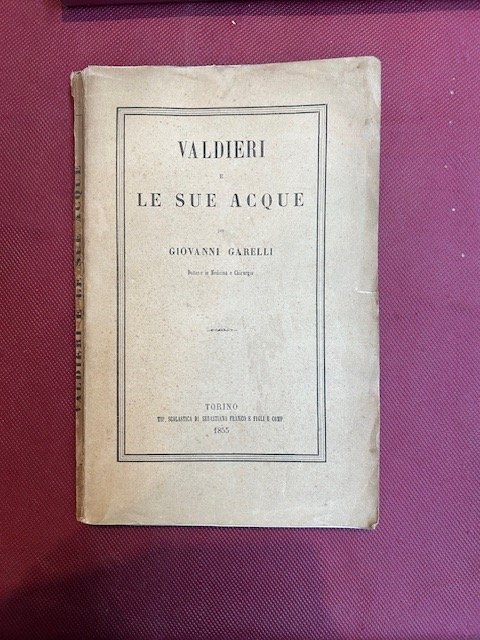 VALDIERI
E
LE SUE ACQUE
PER
GIOVANNI GARELLI
Dottore in Medicina e Chirurgia
TORINO
TIP. SCOLASTICA DI SEBASTIANO FRANCO E FIGLI E COMP.
1855
VALDIERI E LE SUE ACQUE